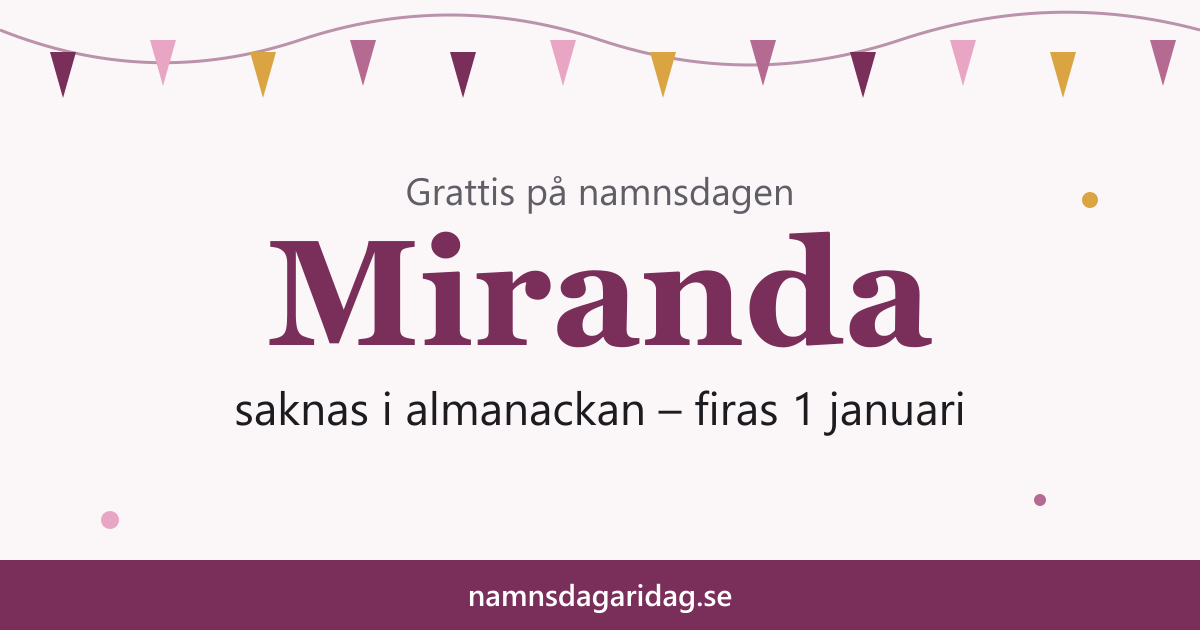 Grattis på namnsdagen
Miranda
saknas i almanackan – firas 1 januari
namnsdagaridag.se